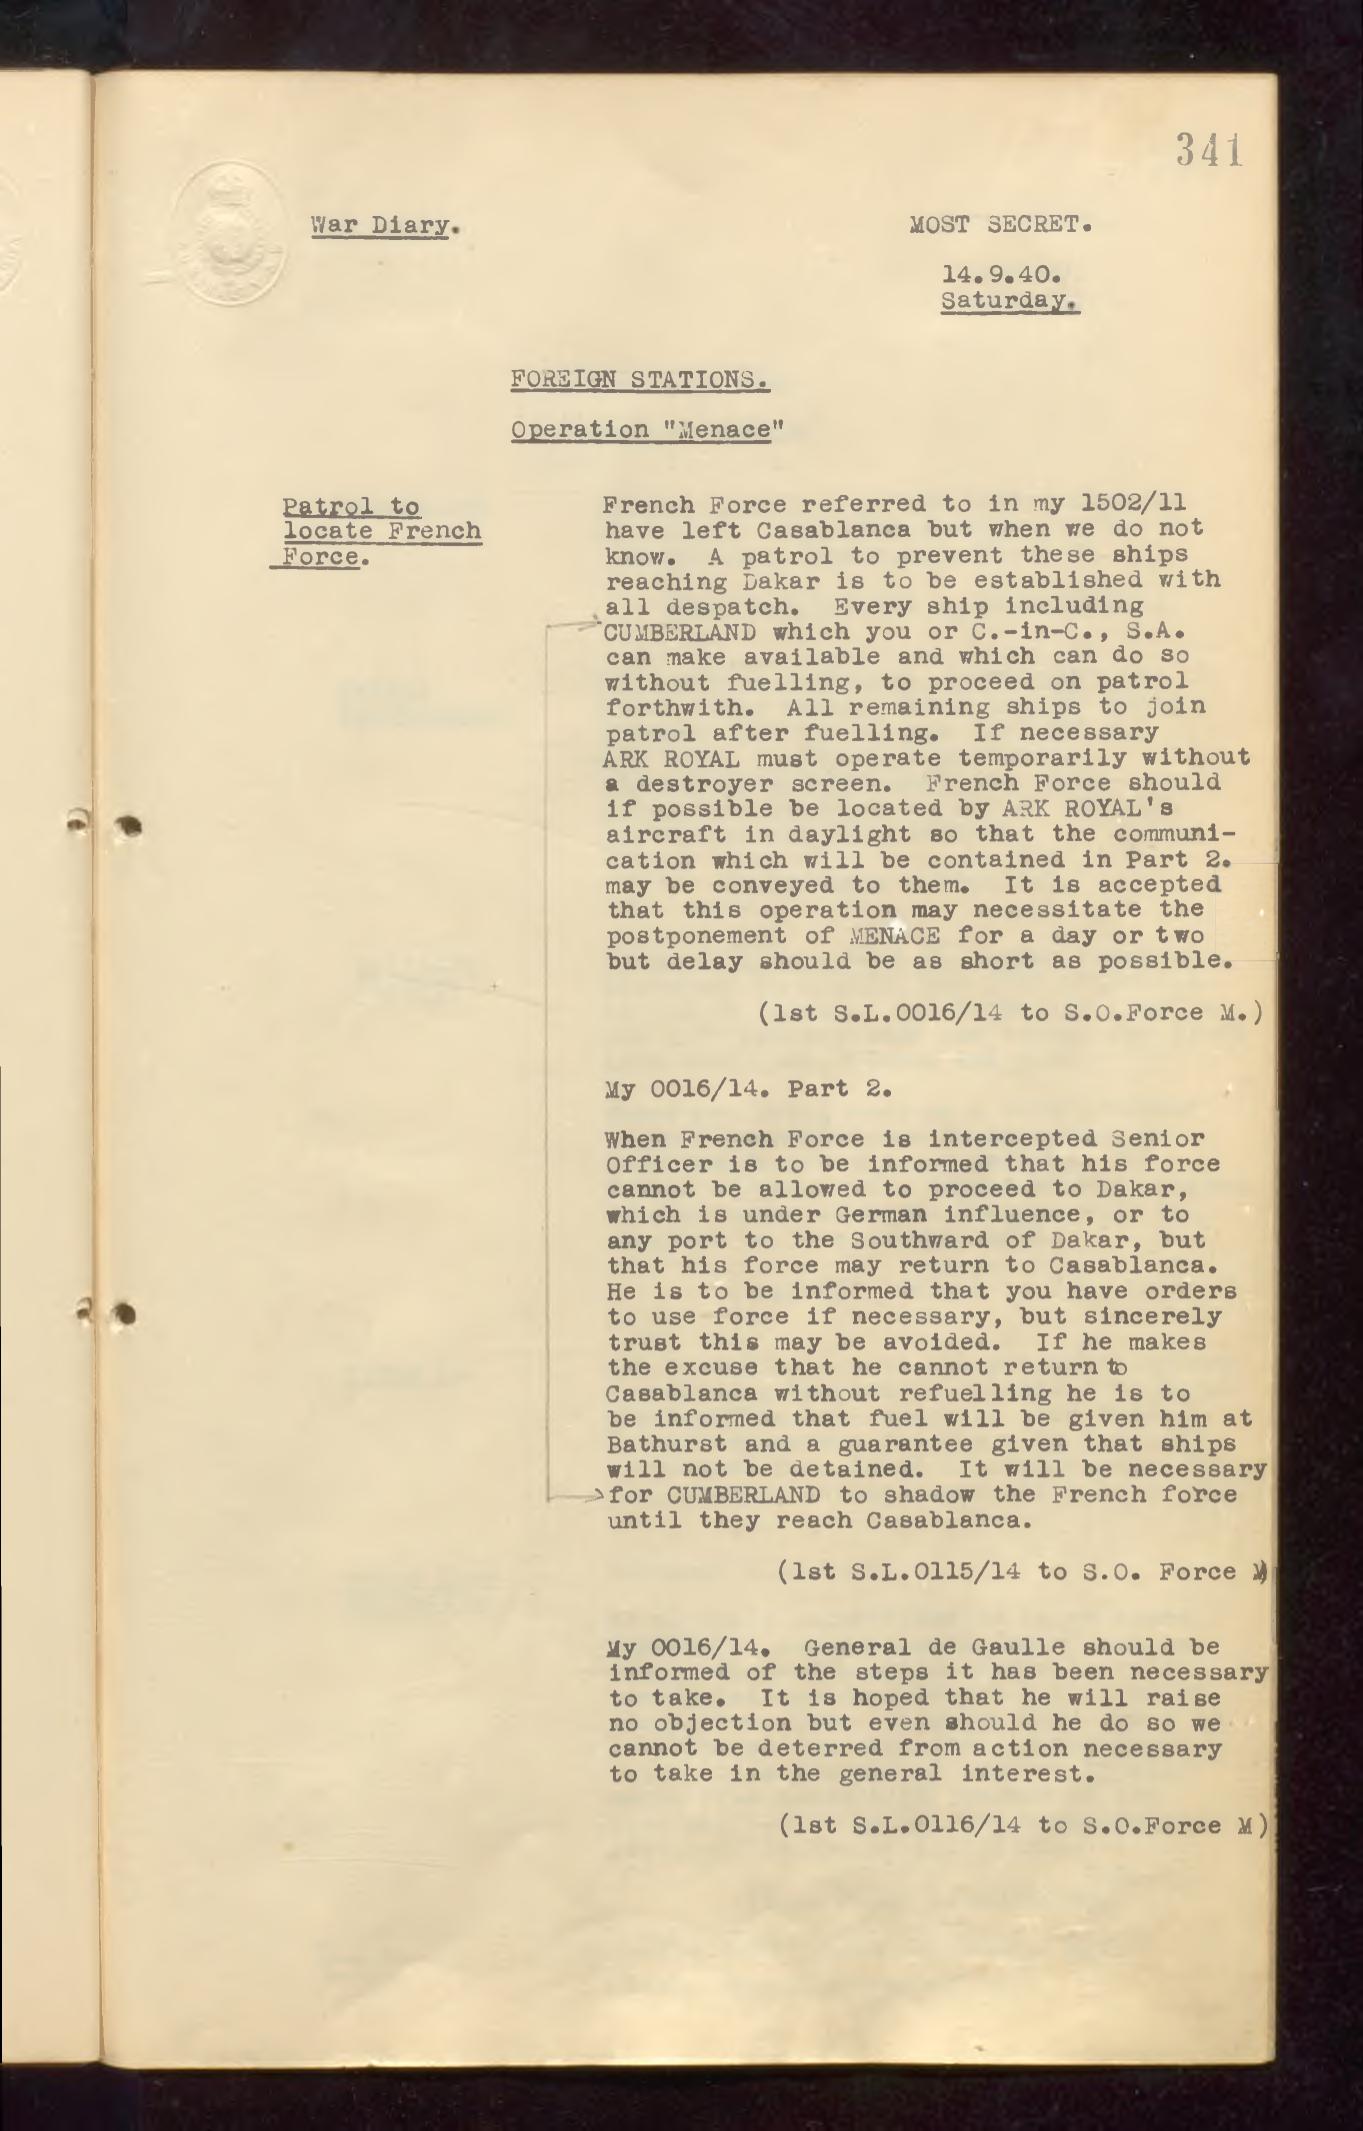 341
War Diary.
MOST SECRET.
14.9.40.
Saturday.
FOREIGN STATIONS.
Operation "Menace"
Patrol to
locate French
Force.
French Force referred to in my 1502/11
have left Casablanca but when we do not
know. A patrol to prevent these ships
reaching Dakar is to be established with
all despatch. Every ship including
CUMBERLAND which you or C.-in-C., S.A.
can make available and which can do so
without fuelling, to proceed on patrol
forthwith. All remaining ships to join
patrol after fuelling. If necessary
ARK ROYAL must operate temporarily without
a destroyer screen. French Force should
if possible be located by ARK ROYAL's
aircraft in daylight so that the communi-
cation which will be contained in Part 2.
may be conveyed to them. It is accepted
that this operation may necessitate the
postponement of MENACE for a day or two
but delay should be as short as possible.
(1st S.L.0016/14 to S.O.Force M.)
My 0016/14. Part 2.
When French Force is intercepted Senior
Officer is to be informed that his force
cannot be allowed to proceed to Dakar,
which is under German influence, or to
any port to the Southward of Dakar, but
that his force may return to Casablanca.
He is to be informed that you have orders
to use force if necessary, but sincerely
trust this may be avoided. If he makes
the excuse that he cannot return to
Casablanca without refuelling he is to
be informed that fuel will be given him at
Bathurst and a guarantee given that ships
will not be detained. It will be necessary
for CUMBERLAND to shadow the French force
until they reach Casablanca.
(1st S.L.0115/14 to S.O. Force M)
My 0016/14. General de Gaulle should be
informed of the steps it has been necessary
to take. It is hoped that he will raise
no objection but even should he do so we
cannot be deterred from action necessary
to take in the general interest.
(1st S.L.0116/14 to S.O.Force M)